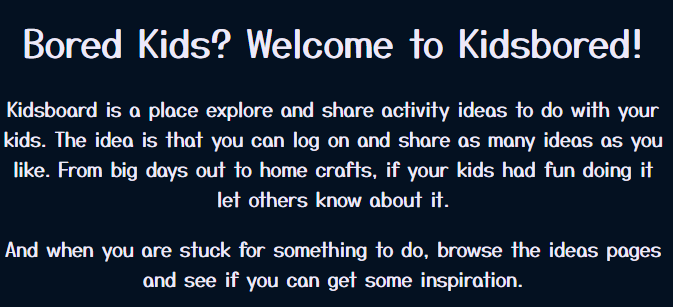 Bored Kids? Welcome to Kidsbored!
Kidsboard is a place explore and share activity ideas to do with your
kids. The idea is that you can log on and share as many ideas as you
like. From big days out to home crafts, if your kids had fun doing it
let others know about it.
And when you are stuck for something to do, browse the ideas pages
and see if you can get some inspiration.